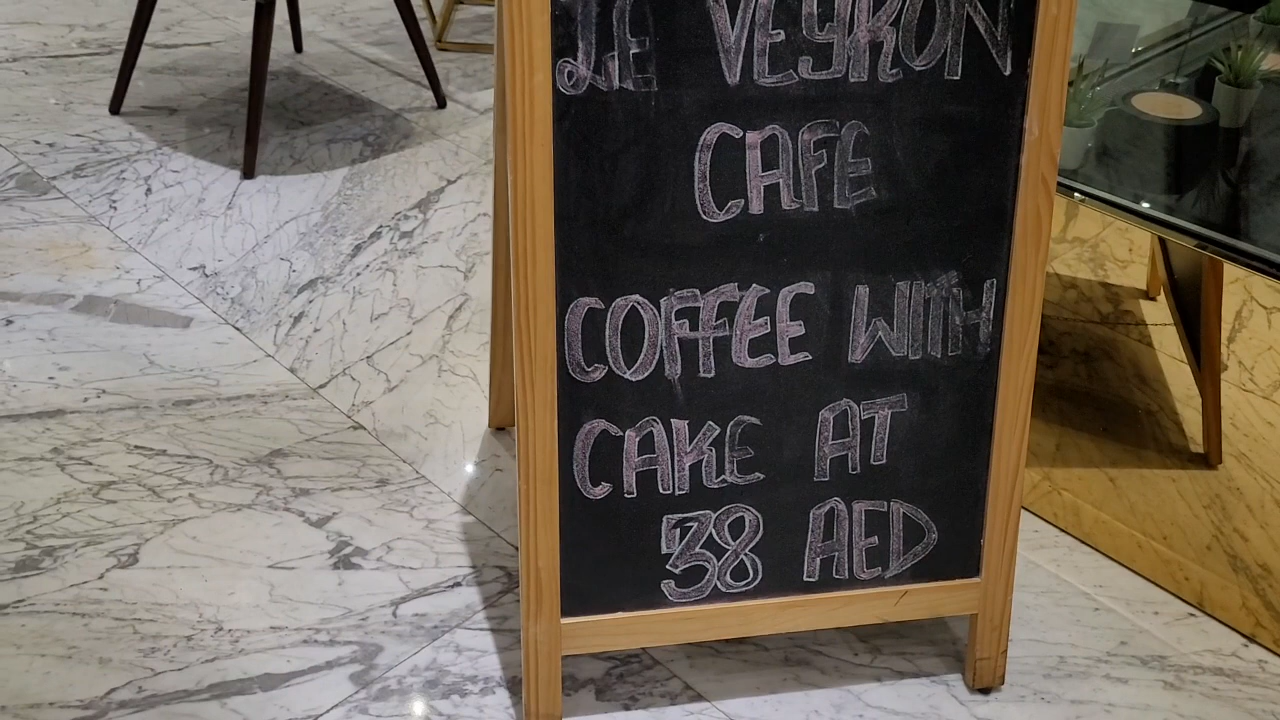 LE VEYRON
CAFE
COFFEE WITH
CAKE AT
38 AED